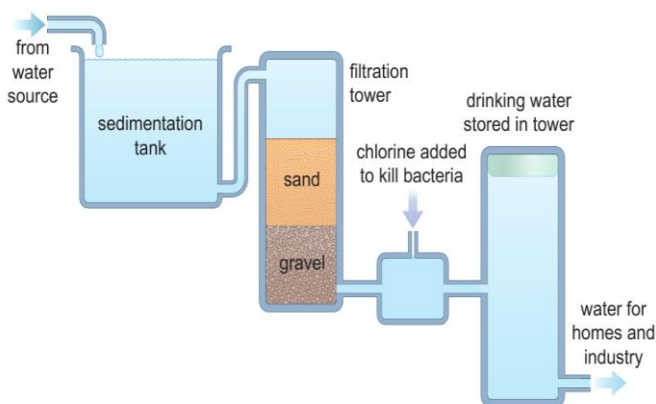 from
water
source
sedimentation
tank
filtration
tower
sand
gravel
chlorine added
to kill bacteria
drinking water
stored in tower
water for
homes and
industry